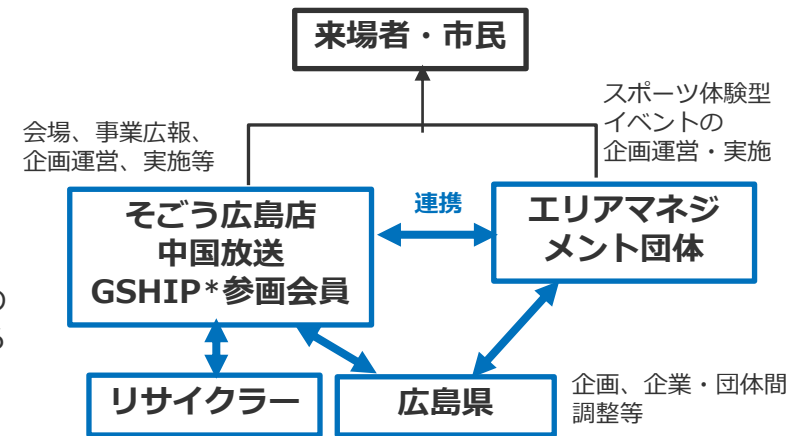 来場者・市民
会場、事業広報、
企画運営、実施等
スポーツ体験型
イベントの
企画運営・実施
そごう広島店
中国放送
GSHIP*参画会員
連携
エリアマネジ
メント団体
の
る
リサイクラー
広島県
企画、企業・団体間
調整等